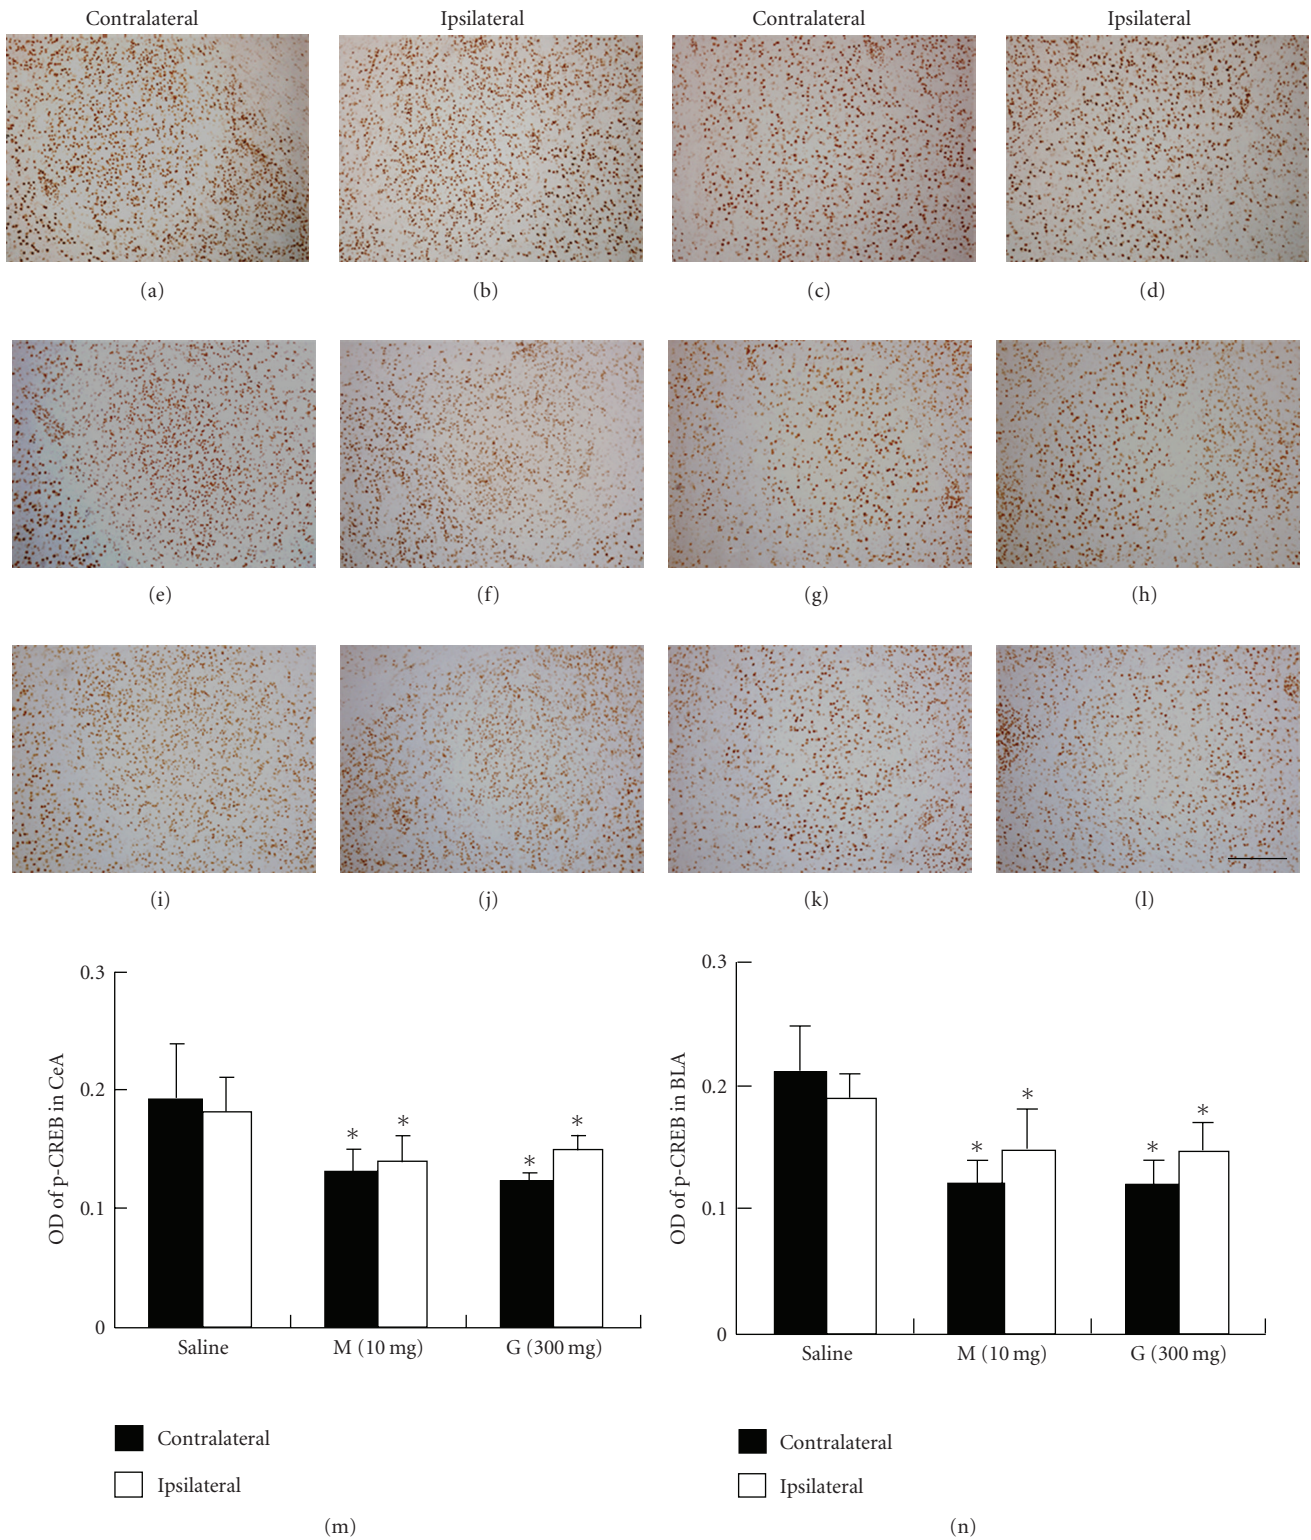 Contralateral
Ipsilateral
Contralateral
Ipsilateral
(a)
(b)
(c)
(d)
(e)
(f)
(g)
(h)
(i)
(j)
(k)
(l)
OD of p-CREB in CeA
0.3
0.2
0.1
0
*
*
*
*
Saline
M (10 mg)
G (300 mg)
Contralateral
Ipsilateral
(m)
OD of p-CREB in BLA
0.3
0.2
0.1
0
*
*
*
*
Saline
M (10 mg)
G (300 mg)
Contralateral
Ipsilateral
(n)